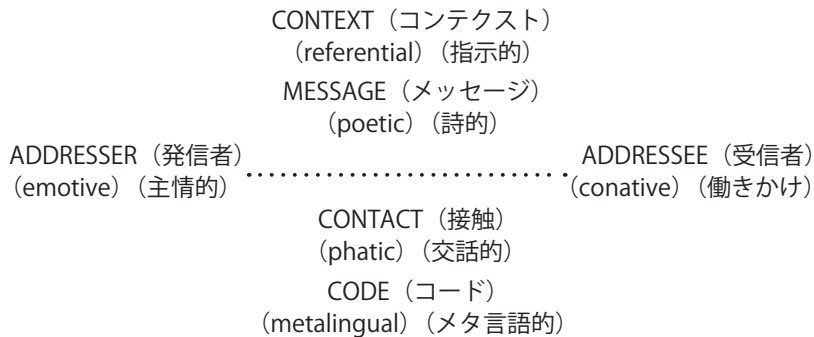 CONTEXT（コンテクスト）
（referential）（指示的）
MESSAGE（メッセージ）
（poetic）（詩的）
ADDRESSER（発信者） ADDRESSEE（受信者）
（emotive）（主情的）............................（conative）（働きかけ）
CONTACT（接触）
（phatic）（交話的）
CODE（コード）
（metalingual）（メタ言語的）